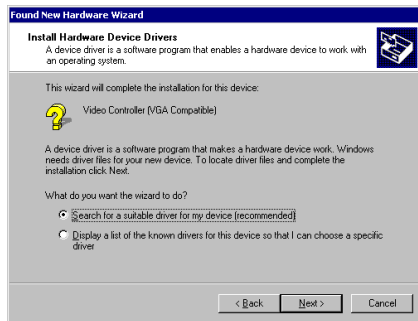 Found New Hardware Wizard
Install Hardware Device Drivers
A device driver is a software program that enables a hardware device to work with
an operating system.
This wizard will complete the installation for this device:
Video Controller (VGA Compatible)
A device driver is a software program that makes a hardware device work. Windows
needs driver files for your new device. To locate driver files and complete the
installation click Next.
What do you want the wizard to do?
Search for a suitable driver for my device (recommended)
Display a list of the known drivers for this device so that I can choose a specific
driver
< Back Next > Cancel